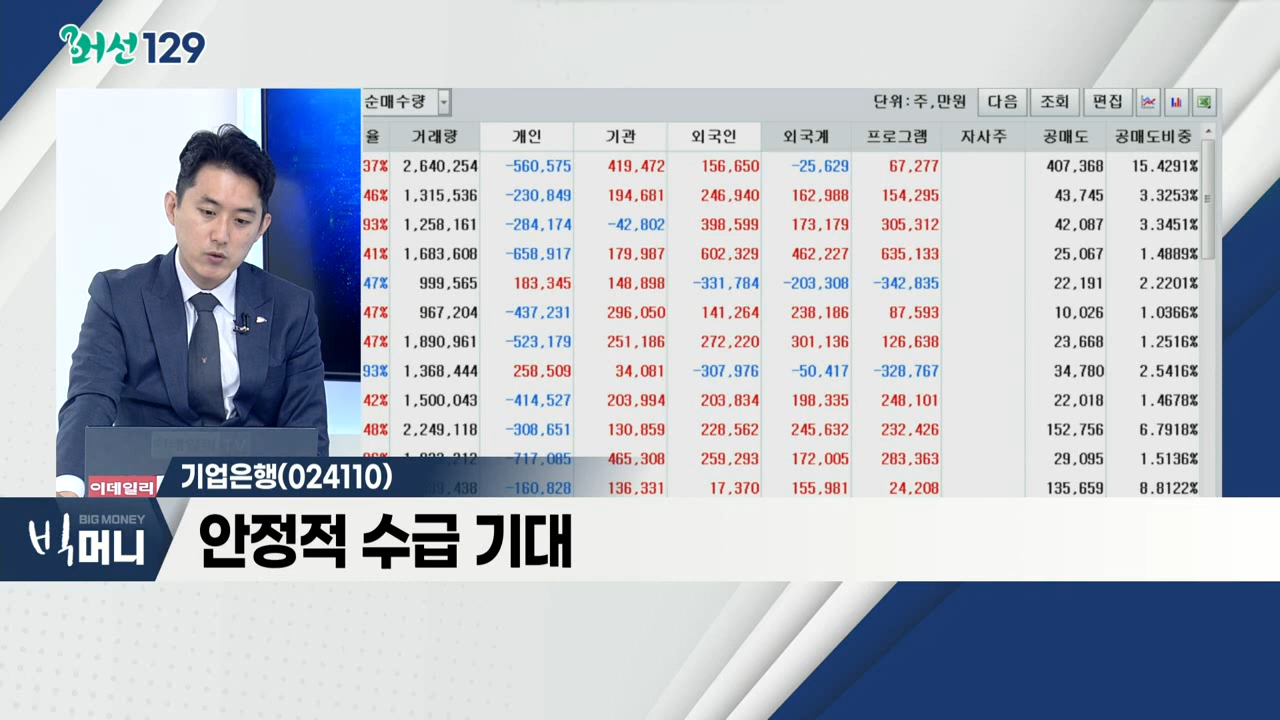 머선129
순매수량 단위:주,만원 다음 조회 편집
율 거래량 개인 기관 외국인 외국계 프로그램 자사주 공매도 공매도비중
37% 2,640,254 -560,575 419,472 156,650 -25,629 67,277 407,368 15.4291%
46% 1,315,536 -230,849 194,681 246,940 162,988 154,295 43,745 3.3253%
93% 1,258,161 -284,174 -42,802 398,599 173,179 305,312 42,087 3.3451%
41% 1,683,608 -658,917 179,987 602,329 462,227 635,133 25,067 1.4889%
47% 999,565 183,345 148,898 -331,784 -203,308 -342,835 22,191 2.2201%
47% 967,204 -437,231 296,050 141,264 238,186 87,593 10,026 1.0366%
47% 1,890,961 -523,179 251,186 272,220 301,136 126,638 23,668 1.2516%
93% 1,368,444 258,509 34,081 -307,976 -50,417 -328,767 34,780 2.5416%
42% 1,500,043 -414,527 203,994 203,834 198,335 248,101 22,018 1.4678%
48% 2,249,118 -308,651 130,859 228,562 245,632 232,426 152,756 6.7918%
-717,085 465,308 259,293 172,005 283,363 29,095 1.5136%
-160,828 136,331 17,370 155,981 24,208 135,659 8.8122%
이데일리 TV
이데일리
기업은행(024110)
BIG MONEY
빅머니
안정적 수급 기대